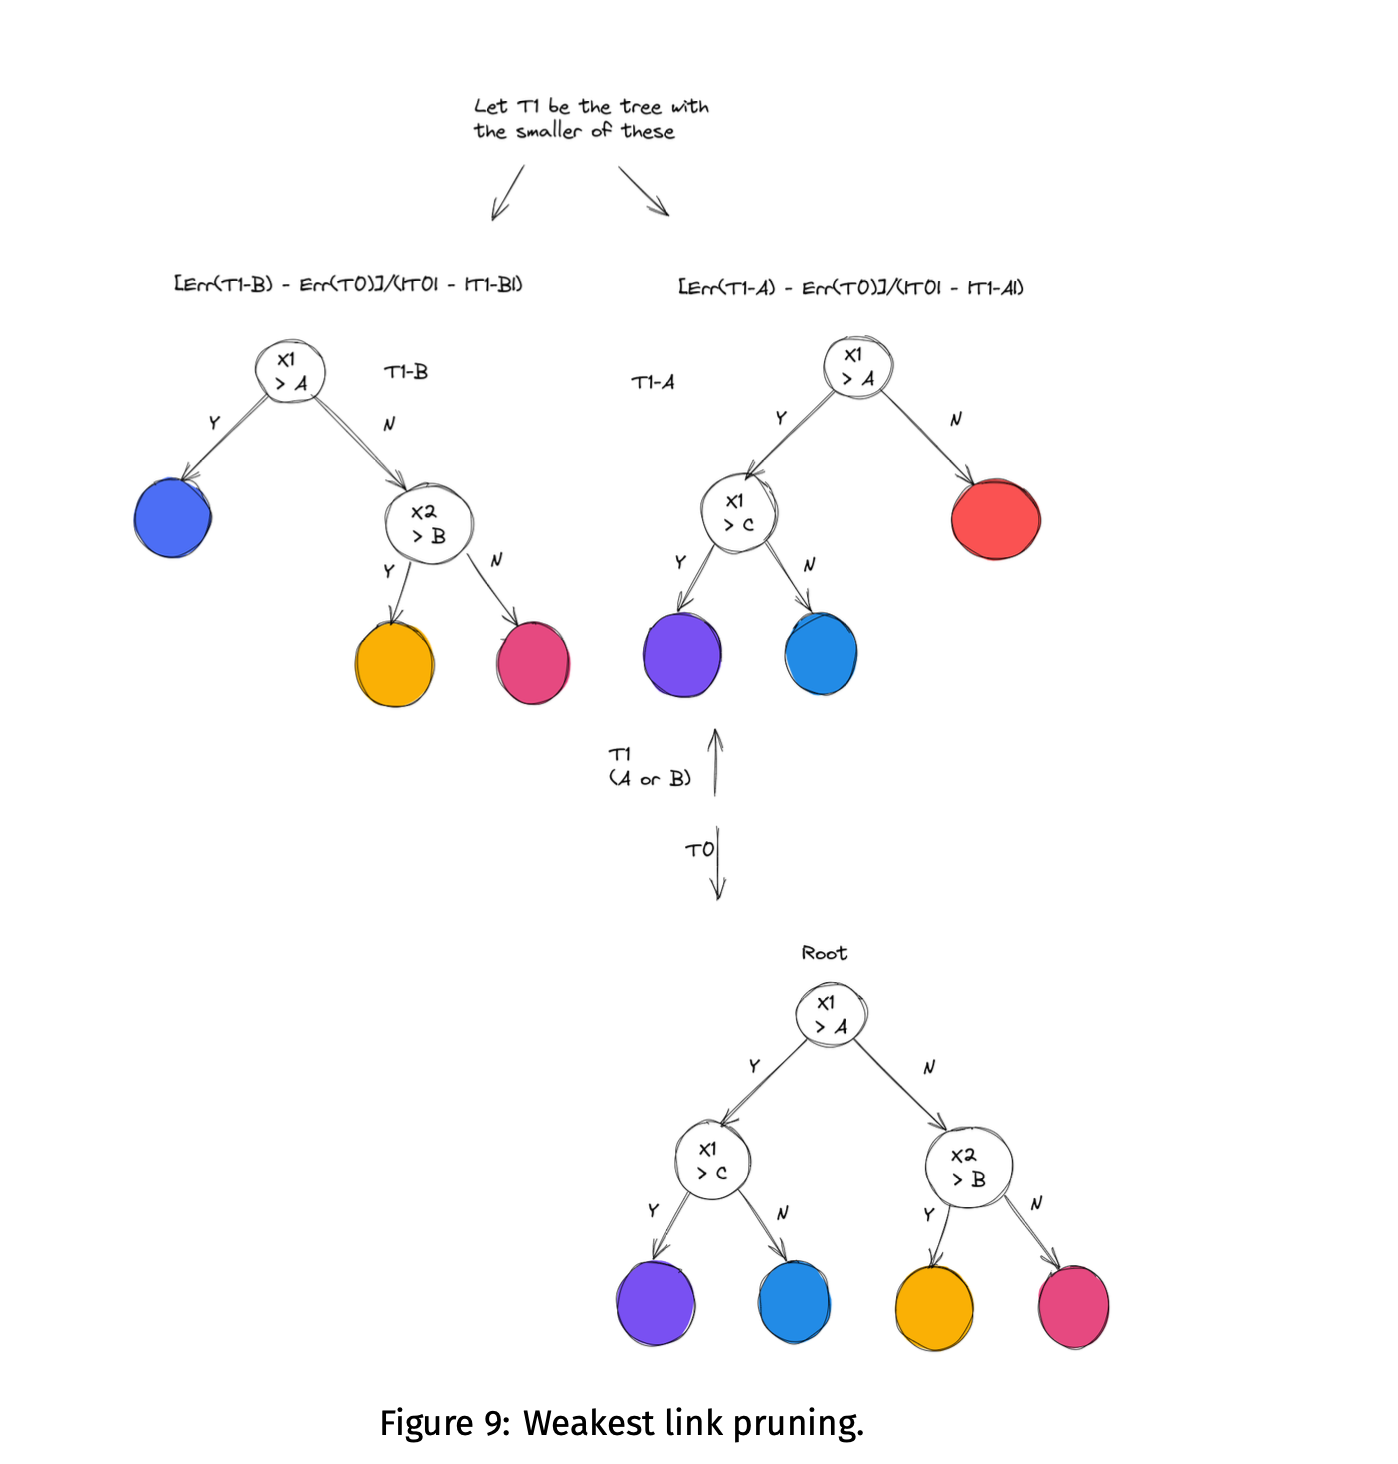 Let T1 be the tree with
the smaller of these
[Err(T1-B) - Err(T0)]/(|T0| - |T1-B|)
[Err(T1-A) - Err(T0)]/(|T0| - |T1-A|)
X1
> A
T1-B
Y
N
X2
> B
Y
N
T1-A
X1
> A
Y
N
X1
> C
Y
N
T1
(A or B)
T0
Root
X1
> A
Y
N
X1
> C
X2
> B
Y
N
Y
N
Figure 9: Weakest link pruning.